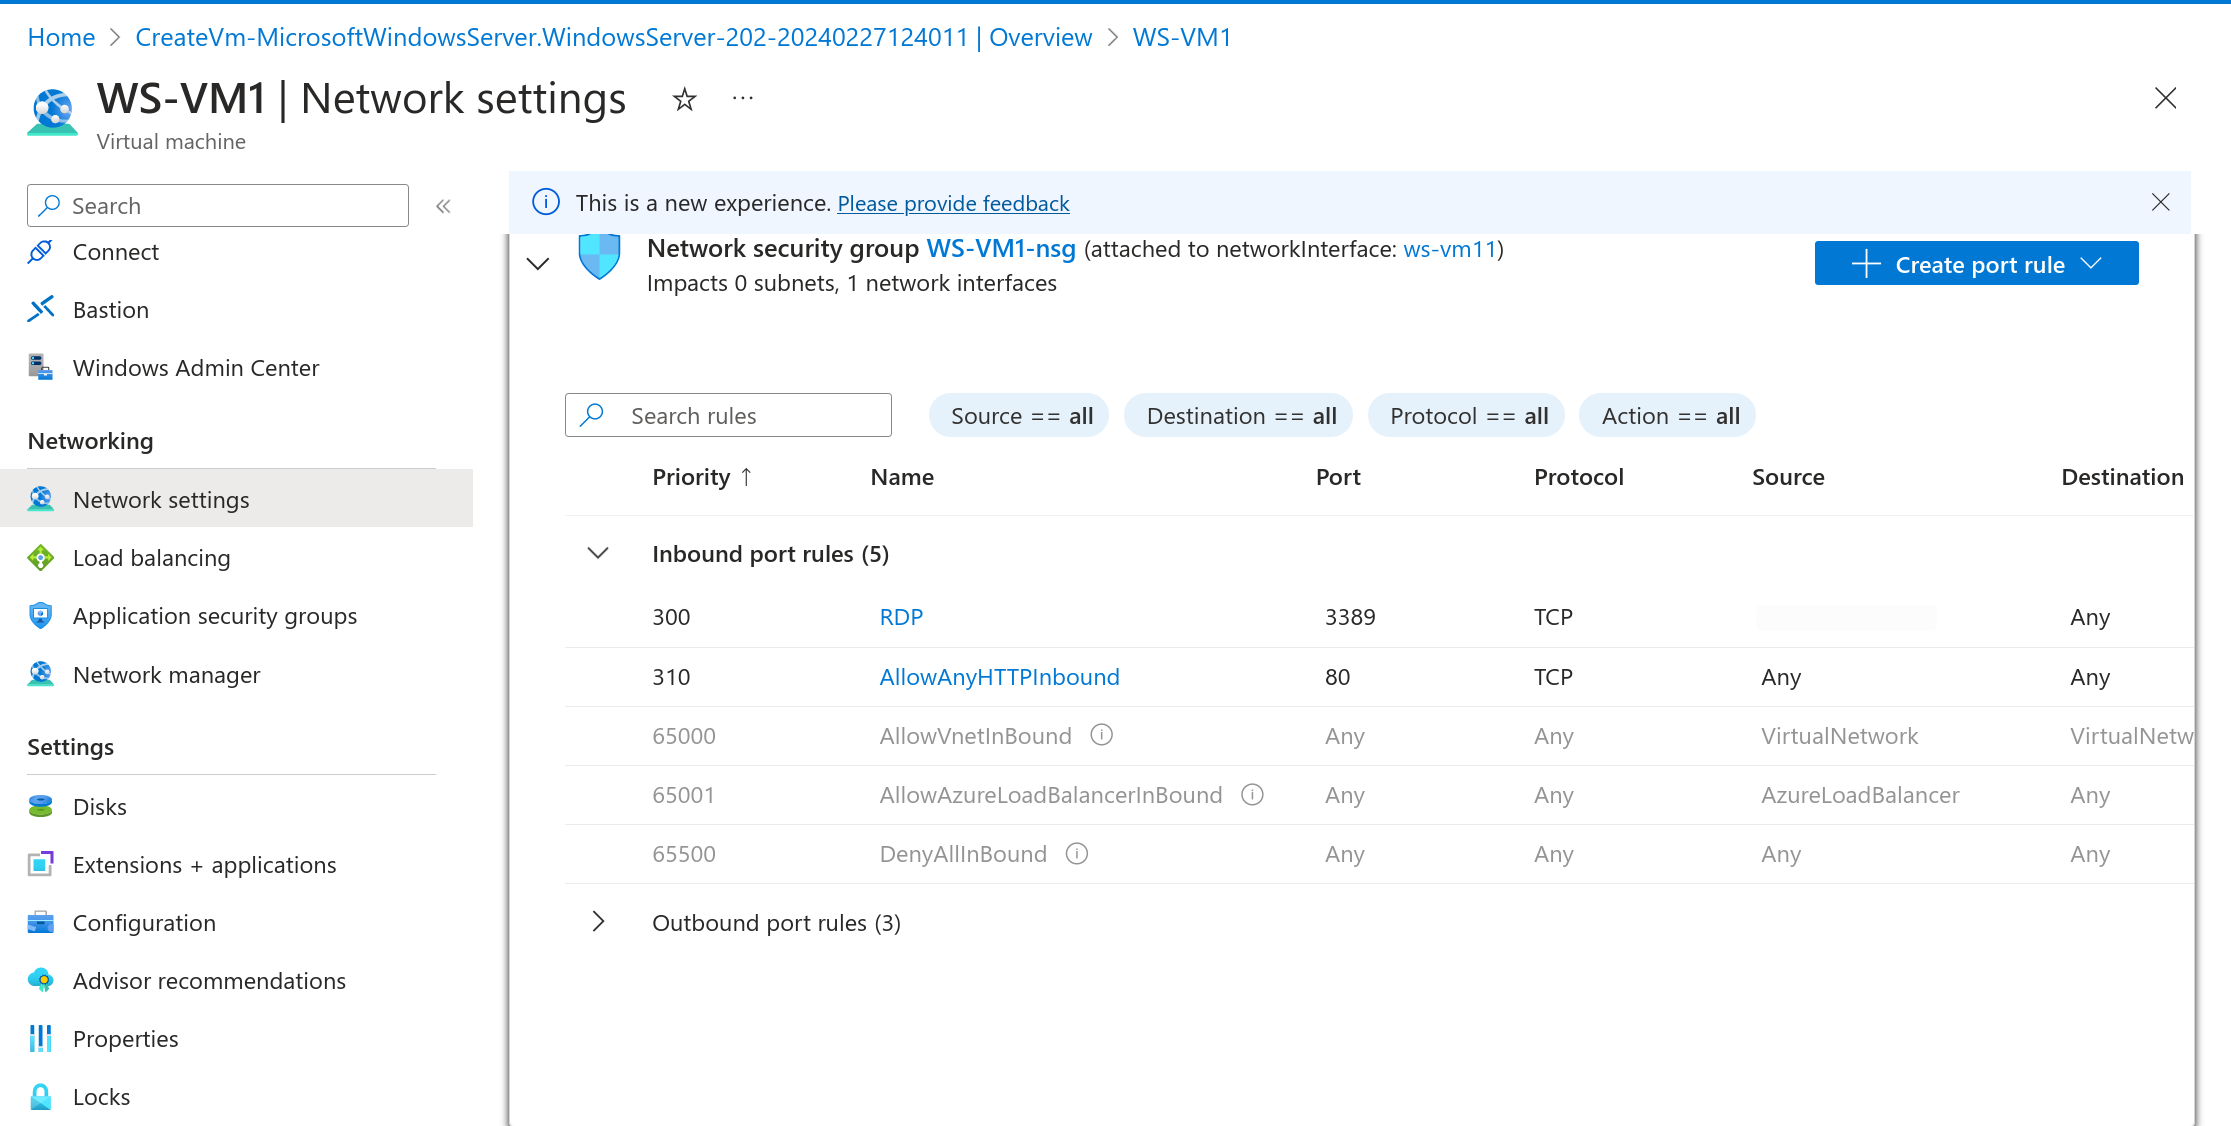 Home > CreateVm-MicrosoftWindowsServer.WindowsServer-202-20240227124011 | Overview > WS-VM1
WS-VM1 | Network settings
Virtual machine
Search
Connect
Bastion
Windows Admin Center
Networking
Network settings
Load balancing
Application security groups
Network manager
Settings
Disks
Extensions + applications
Configuration
Advisor recommendations
Properties
Locks
This is a new experience. Please provide feedback
Network security group WS-VM1-nsg (attached to networkInterface: ws-vm11)
Impacts 0 subnets, 1 network interfaces
Create port rule
Search rules
Source == all
Destination == all
Protocol == all
Action == all
Priority ↑ Name Port Protocol Source Destination
Inbound port rules (5)
300 RDP 3389 TCP Any
310 AllowAnyHTTPInbound 80 TCP Any Any
65000 AllowVnetInBound Any Any VirtualNetwork VirtualNetw
65001 AllowAzureLoadBalancerInBound Any Any AzureLoadBalancer Any
65500 DenyAllInBound Any Any Any Any
Outbound port rules (3)